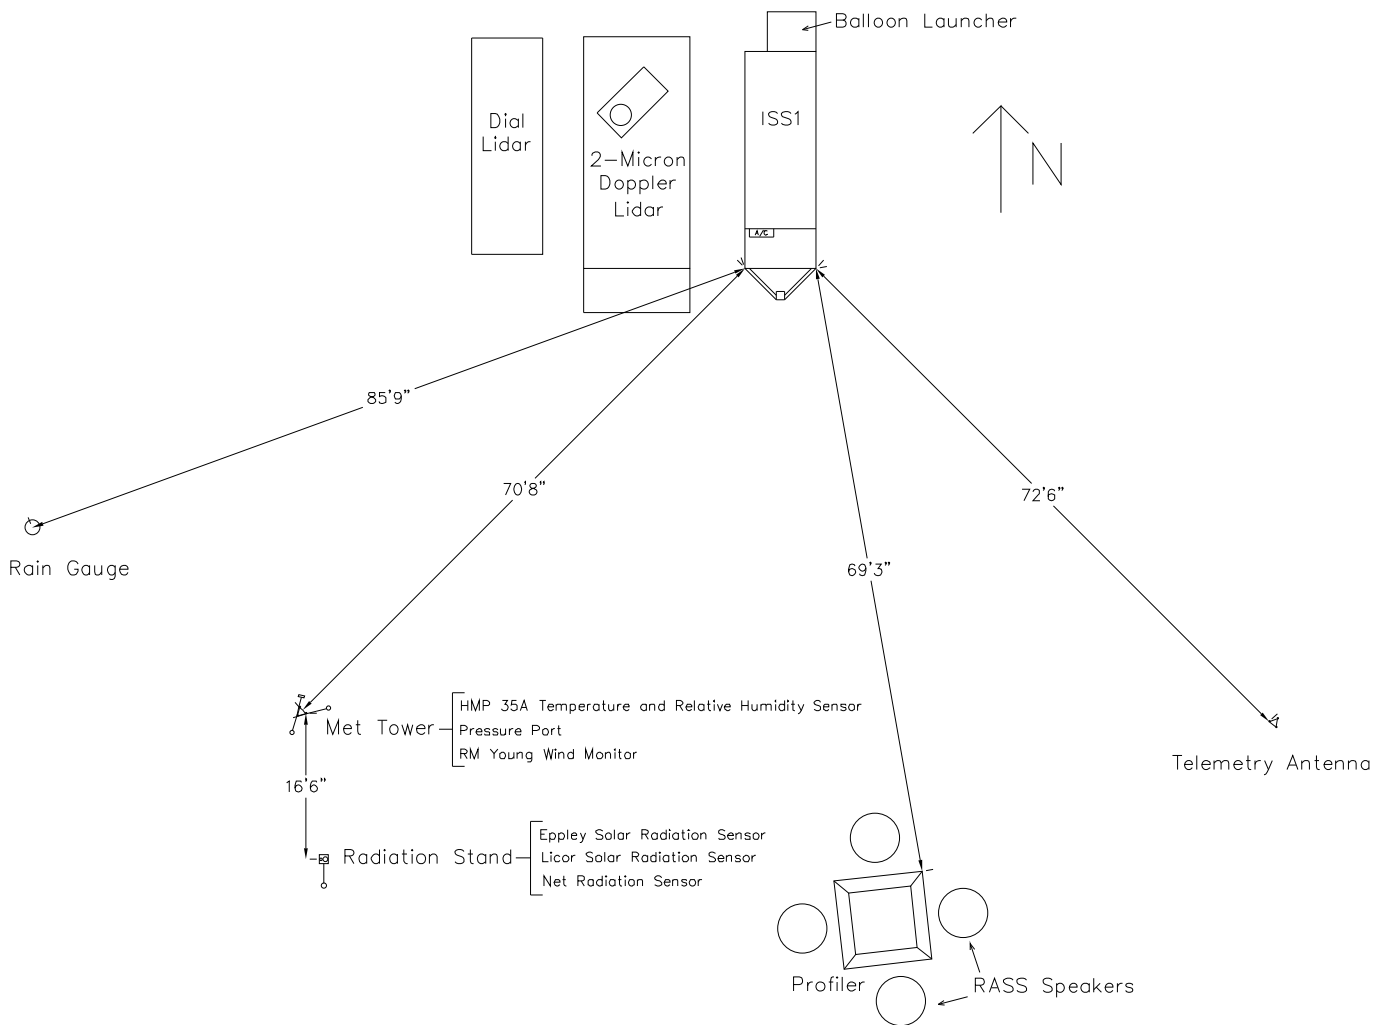 Balloon Launcher
Dial
Lidar
2-Micron
Doppler
Lidar
ISS1
A/C
N
85'9"
70'8"
72'6"
69'3"
Rain Gauge
Met Tower
HMP 35A Temperature and Relative Humidity Sensor
Pressure Port
RM Young Wind Monitor
Telemetry Antenna
16'6"
Radiation Stand
Eppley Solar Radiation Sensor
Licor Solar Radiation Sensor
Net Radiation Sensor
Profiler
RASS Speakers